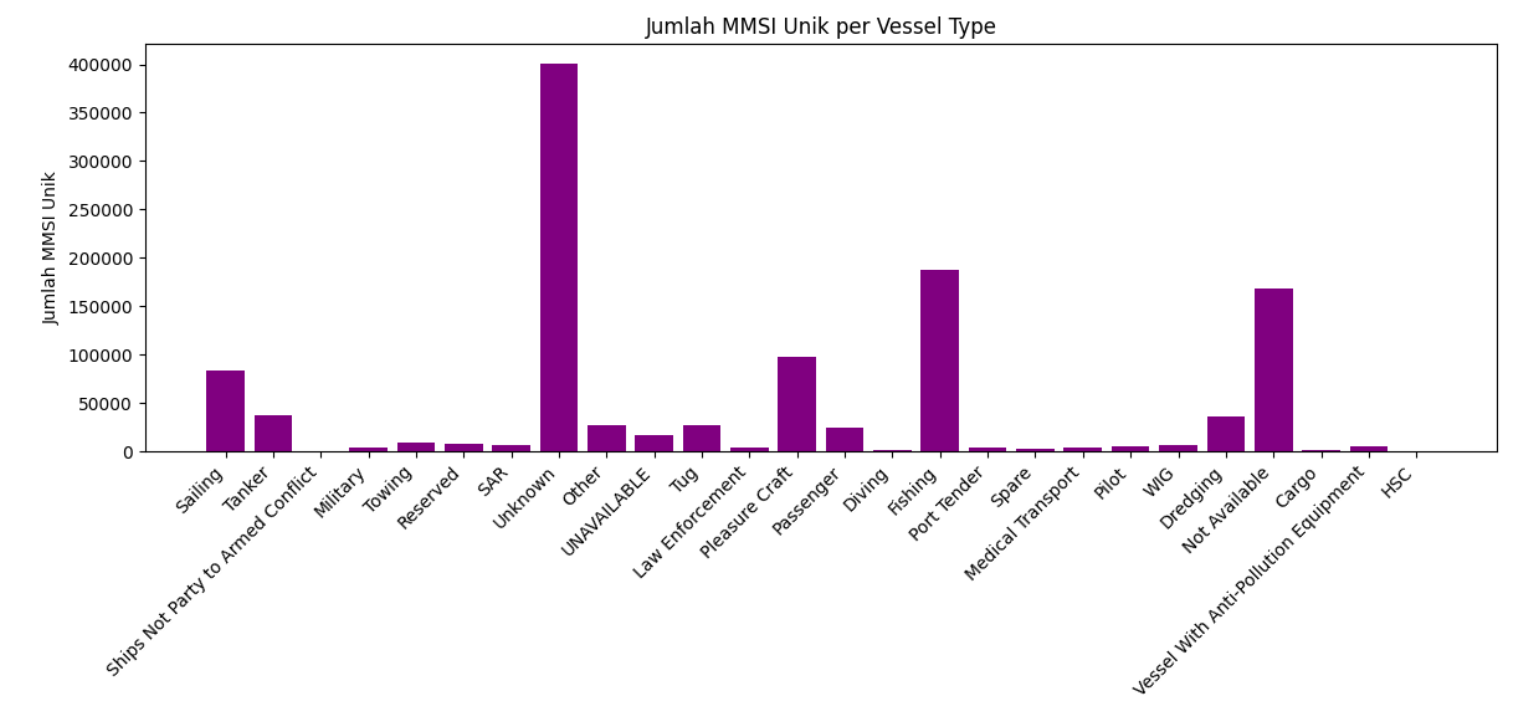 Jumlah MMSI Unik per Vessel Type
Jumlah MMSI Unik
400000
350000
300000
250000
200000
150000
100000
50000
0
Sailing
Tanker
Ships Not Party to Armed Conflict
Military
Towing
Reserved
SAR
Unknown
Other
UNAVAILABLE
Tug
Law Enforcement
Pleasure Craft
Passenger
Diving
Fishing
Port Tender
Spare
Medical Transport
Pilot
WIG
Dredging
Not Available
Cargo
Vessel With Anti-Pollution Equipment
HSC